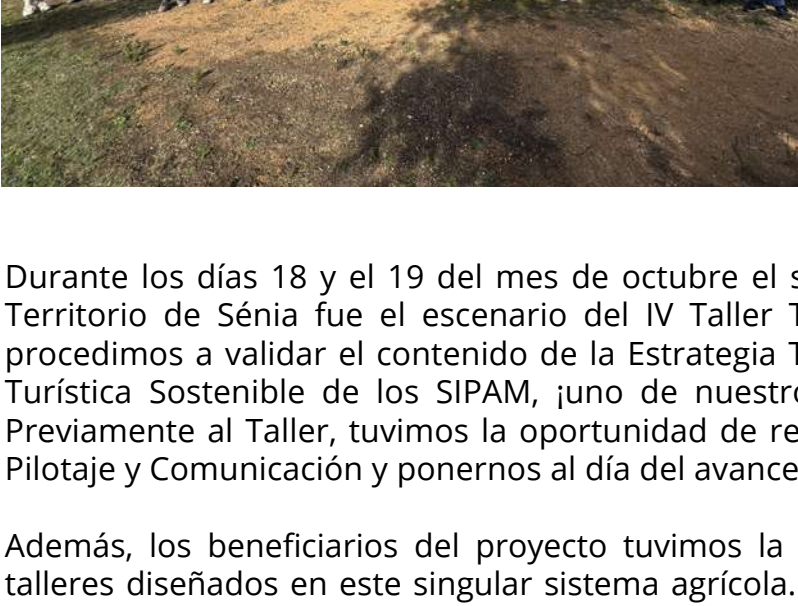 Durante los días 18 y el 19 del mes de octubre el
Territorio de Sénia fue el escenario del IV Taller
procedimos a validar el contenido de la Estrategia
Turística Sostenible de los SIPAM, ¡uno de
Previamente al Taller, tuvimos la oportunidad de
Pilotaje y Comunicación y ponernos al día del avance
Además, los beneficiarios del proyecto tuvimos la
talleres diseñados en este singular sistema agrícola.